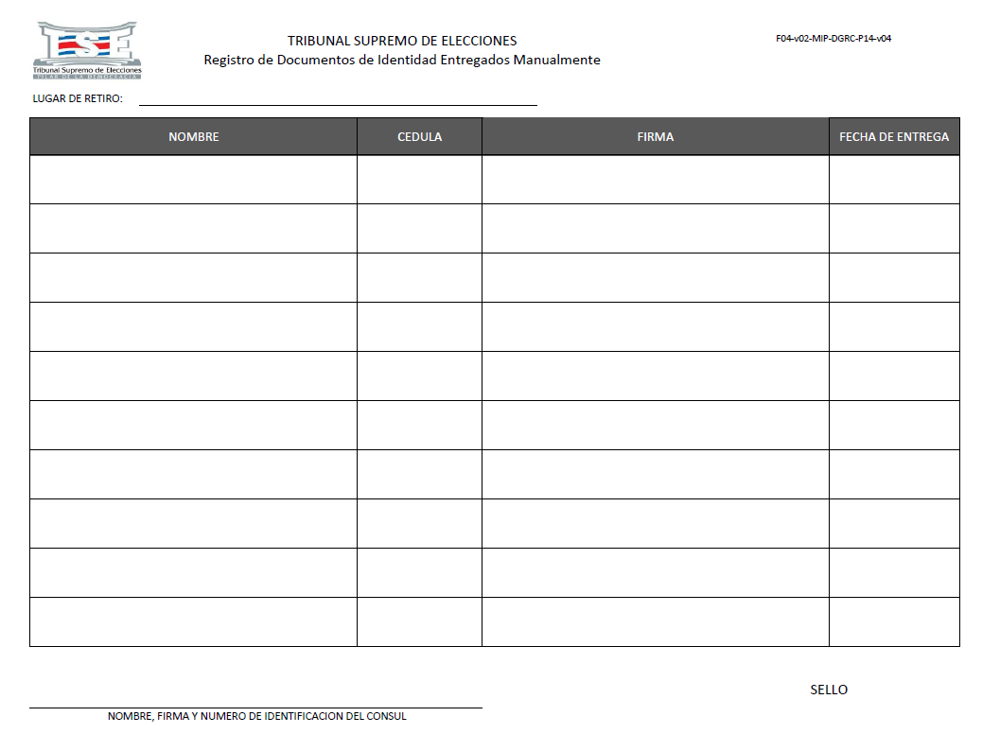 TSE
Tribunal Supremo de Elecciones
PILAR DE LA DEMOCRACIA
TRIBUNAL SUPREMO DE ELECCIONES
Registro de Documentos de Identidad Entregados Manualmente
F04-v02-MIP-DGRC-P14-v04
LUGAR DE RETIRO:
NOMBRE CEDULA FIRMA FECHA DE ENTREGA
SELLO
NOMBRE, FIRMA Y NUMERO DE IDENTIFICACION DEL CONSUL